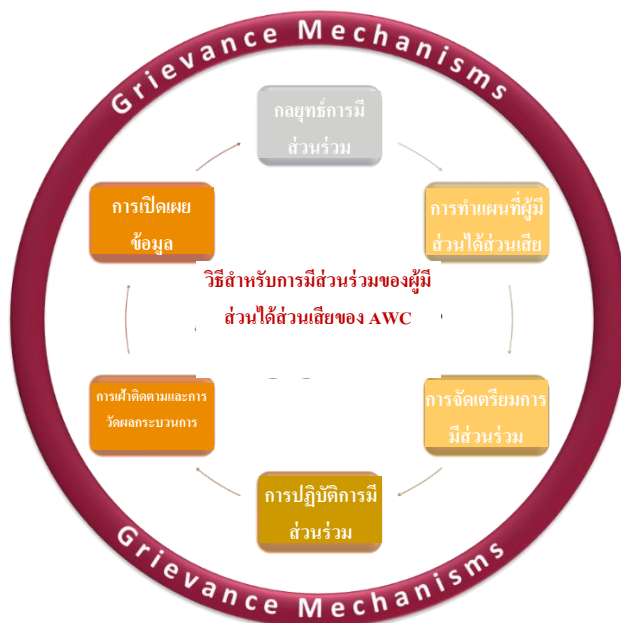 Grievance Mechanisms
กลยุทธ์การมี
ส่วนร่วม
การทำแผนที่ผู้มี
ส่วนได้ส่วนเสีย
การจัดเตรียมการ
มีส่วนร่วม
การปฏิบัติการมี
ส่วนร่วม
การเฝ้าติดตามและการ
วัดผลกระบวนการ
การเปิดเผย
ข้อมูล
วิธีสำหรับการมีส่วนร่วมของผู้มี
ส่วนได้ส่วนเสียของ AWC
Grievance Mechanisms